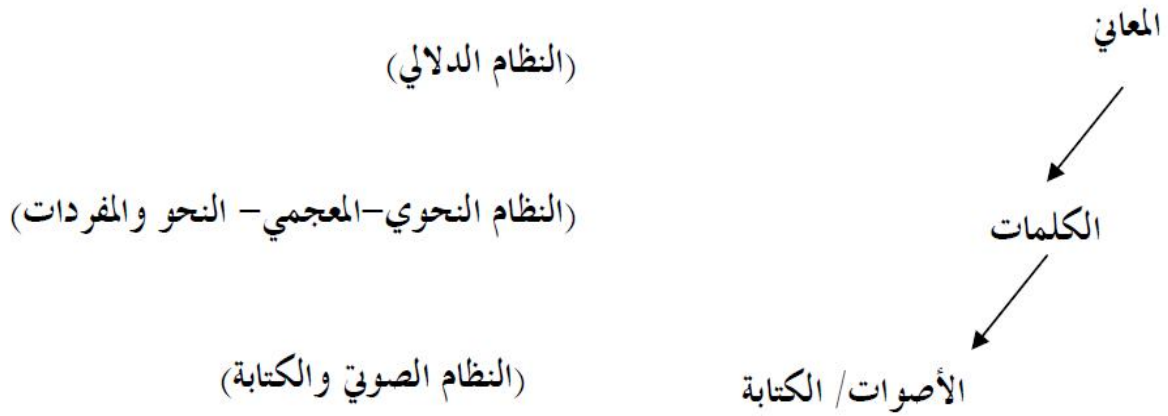 المعاني
(النظام الدلالي)
الكلمات
(النظام النحوي-المعجمي- النحو والمفردات)
الأصوات/ الكتابة
(النظام الصوتي والكتابة)